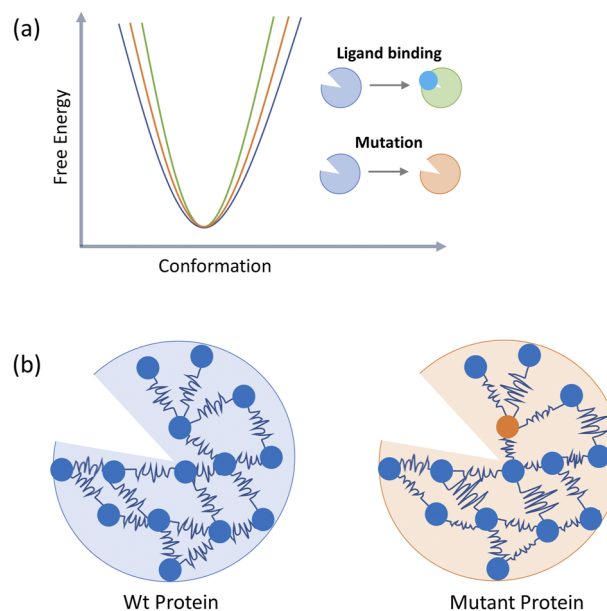 (a)
Free Energy
Conformation
Ligand binding
Mutation
(b)
Wt Protein
Mutant Protein